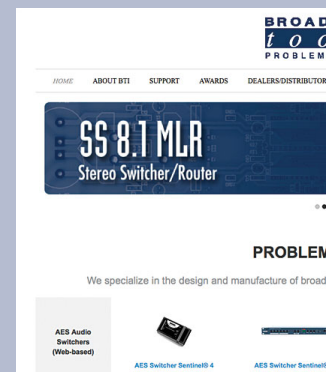 BROAD
too
PROBLEM
HOME ABOUT BTI SUPPORT AWARDS DEALERS/DISTRIBUTOR
SS 8.1 MLR
Stereo Switcher/Router
PROBLEM
We specialize in the design and manufacture of broad
AES Audio
Switchers
(Web-based)
AES Switcher Sentinel® 4
AES Switcher Sentinel®